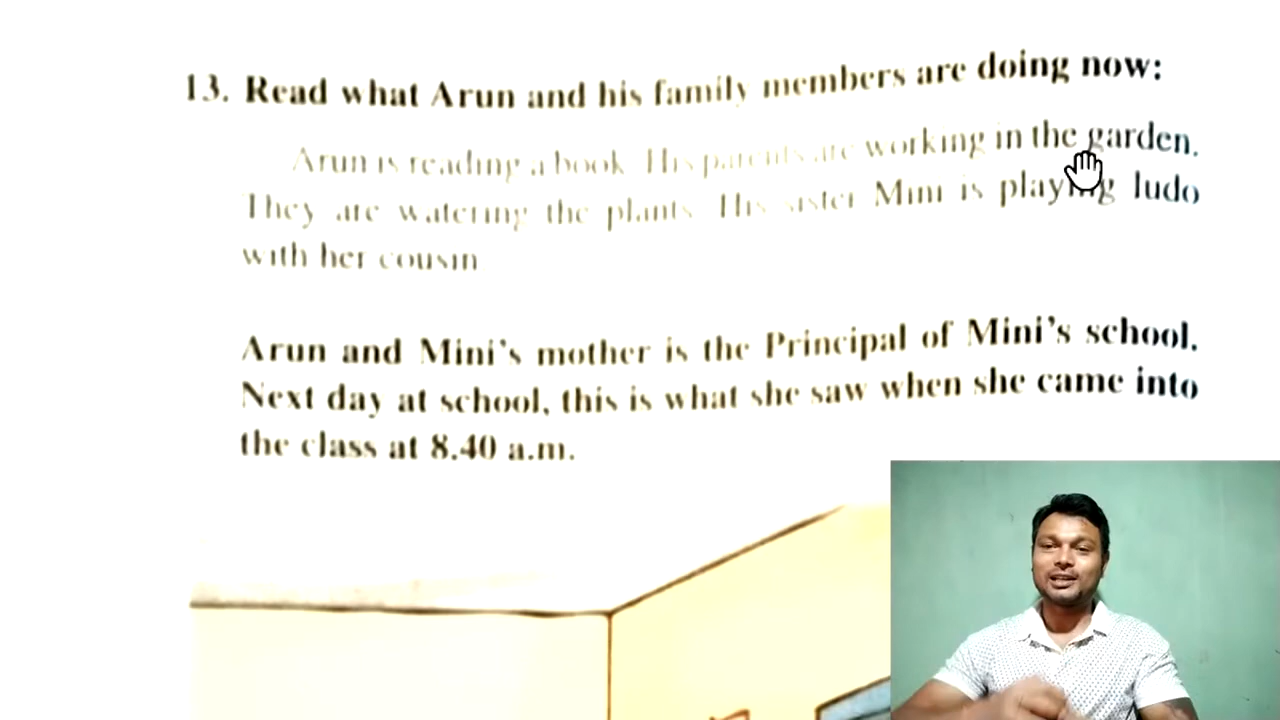 13. Read what Arun and his family members are doing now:
Arun is reading a book. His parents are working in the garden.
They are watering the plants. His sister Mini is playing ludo
with her cousin
Arun and Mini's mother is the Principal of Mini's school.
Next day at school, this is what she saw when she came into
the class at 8.40 a.m.